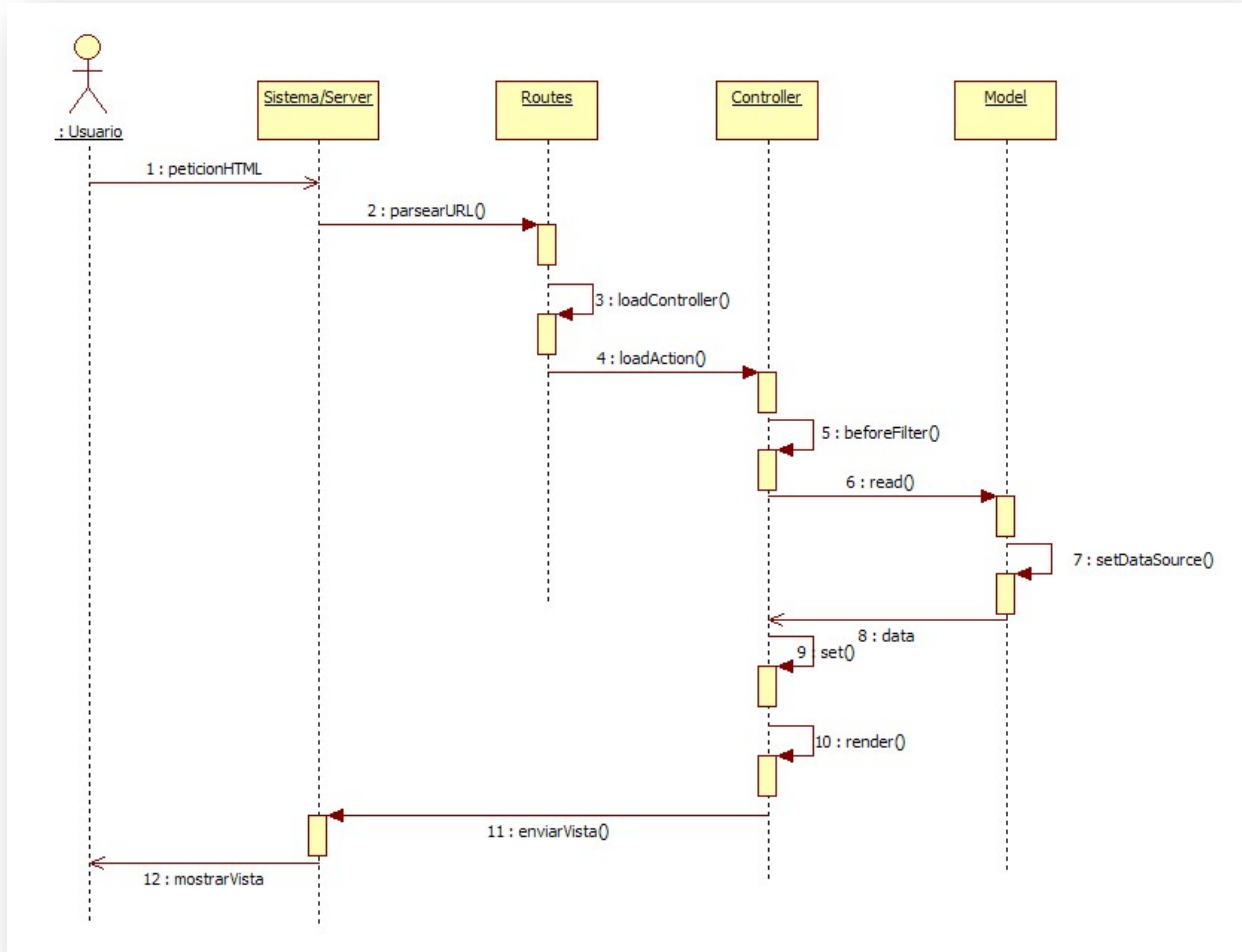 : Usuario
Sistema/Server
Routes
Controller
Model
1 : peticionHTML
2 : parsearURL()
3 : loadController()
4 : loadAction()
5 : beforeFilter()
6 : read()
7 : setDataSource()
8 : data
9 : set()
10 : render()
11 : enviarVista()
12 : mostrarVista